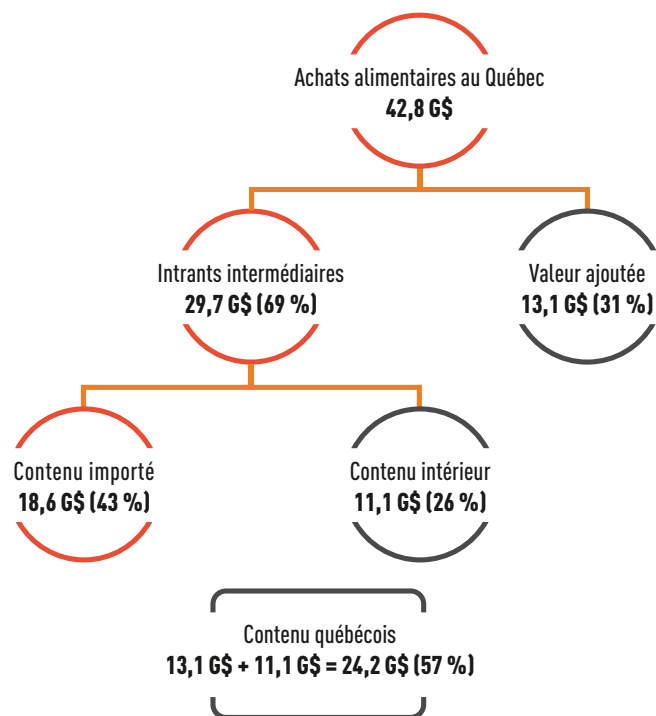 Achats alimentaires au Québec
42,8 G$
Intrants intermédiaires
29,7 G$ (69 %)
Valeur ajoutée
13,1 G$ (31 %)
Contenu importé
18,6 G$ (43 %)
Contenu intérieur
11,1 G$ (26 %)
Contenu québécois
13,1 G$ + 11,1 G$ = 24,2 G$ (57 %)